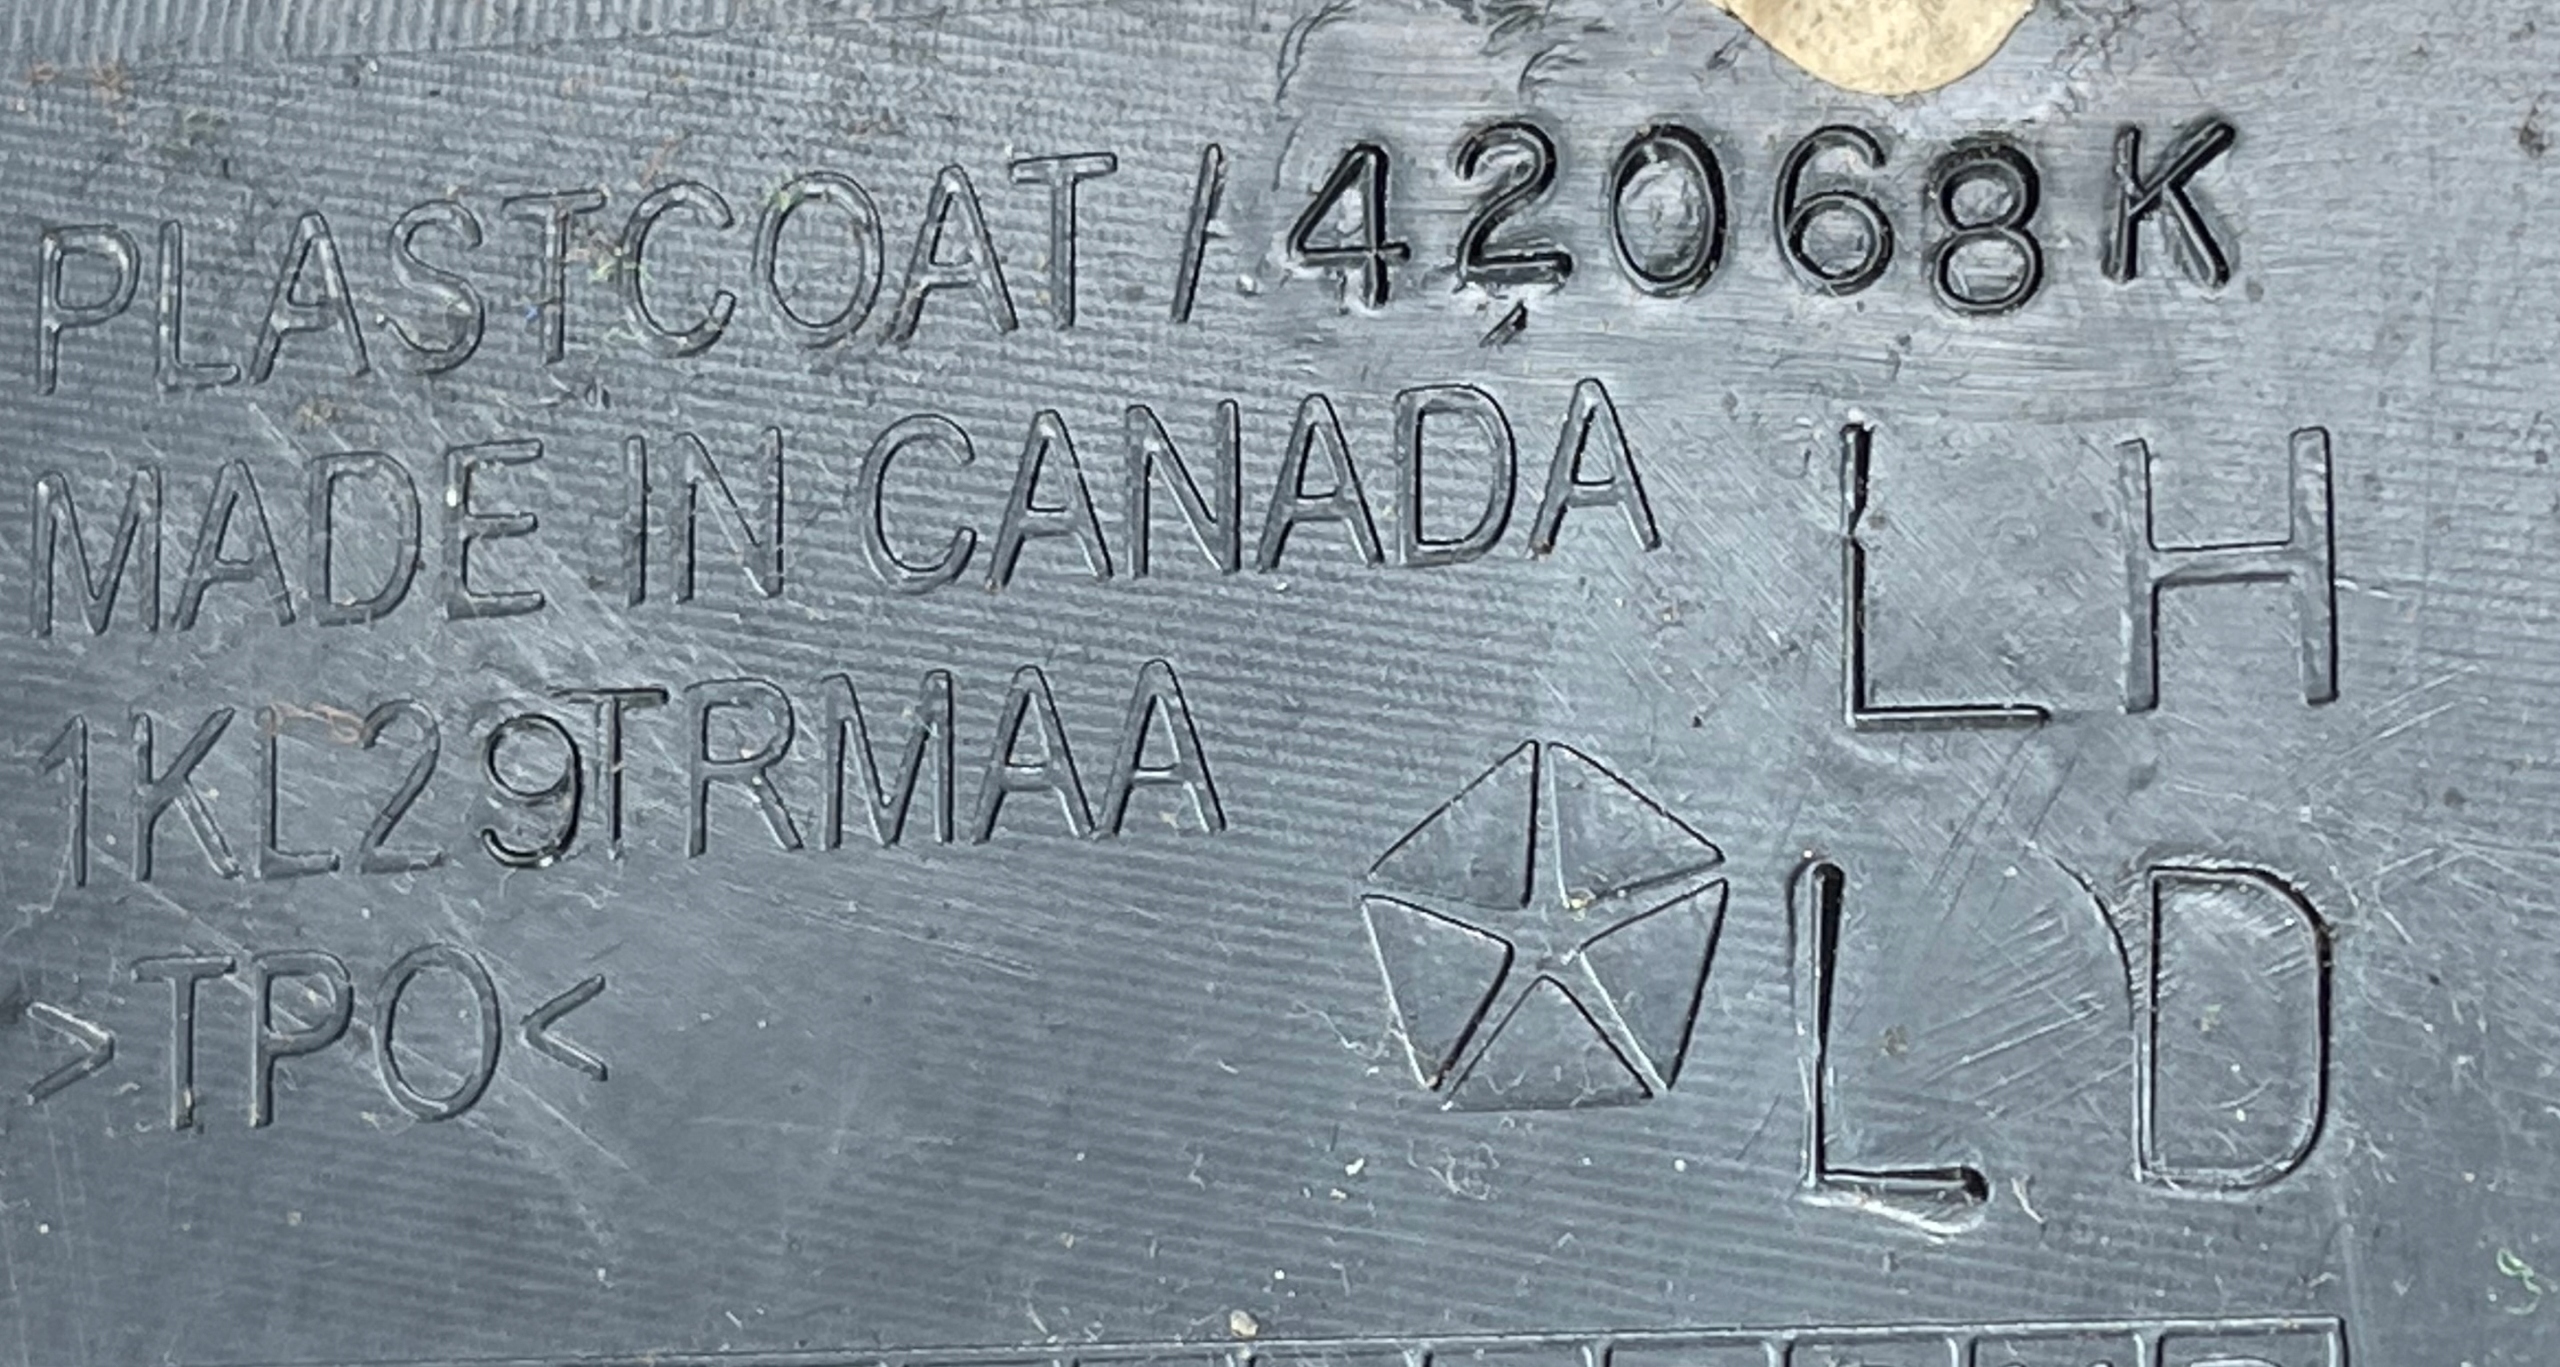 PLASTCOAT / 42068K
MADE IN CANADA
LH
1KL29TRMAA
LD
>TPO<